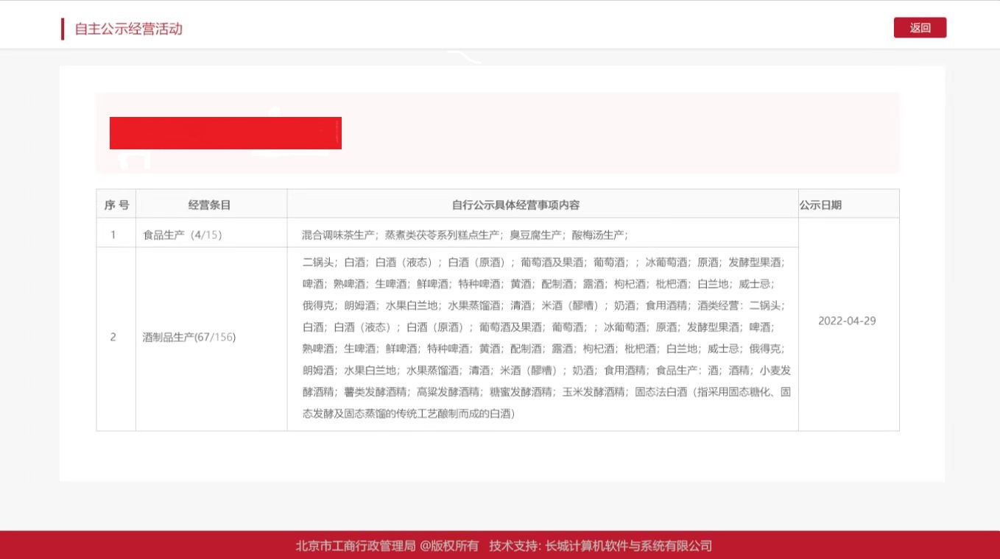 自主公示经营活动
返回
序 号 经营条目 自行公示具体经营事项内容 公示日期
1 食品生产（4/15） 混合调味茶生产；蒸煮类茯苓系列糕点生产；臭豆腐生产；酸梅汤生产；
2 酒制品生产(67/156)
二锅头；白酒；白酒（液态）；白酒（原酒）；葡萄酒及果酒；葡萄酒；；冰葡萄酒；原酒；发酵型果酒；
啤酒；熟啤酒；生啤酒；鲜啤酒；特种啤酒；黄酒；配制酒；露酒；枸杞酒；枇杷酒；白兰地；威士忌；
俄得克；朗姆酒；水果白兰地；水果蒸馏酒；清酒；米酒（醪糟）；奶酒；食用酒精；酒类经营：二锅头；
白酒；白酒（液态）；白酒（原酒）；葡萄酒及果酒；葡萄酒；；冰葡萄酒；原酒；发酵型果酒；啤酒；
熟啤酒；生啤酒；鲜啤酒；特种啤酒；黄酒；配制酒；露酒；枸杞酒；枇杷酒；白兰地；威士忌；俄得克；
朗姆酒；水果白兰地；水果蒸馏酒；清酒；米酒（醪糟）；奶酒；食用酒精；食品生产：酒；酒精；小麦发
酵酒精；薯类发酵酒精；高粱发酵酒精；糖蜜发酵酒精；玉米发酵酒精；固态法白酒（指采用固态糖化、固
态发酵及固态蒸馏的传统工艺酿制而成的白酒）
2022-04-29
北京市工商行政管理局 @版权所有 技术支持: 长城计算机软件与系统有限公司